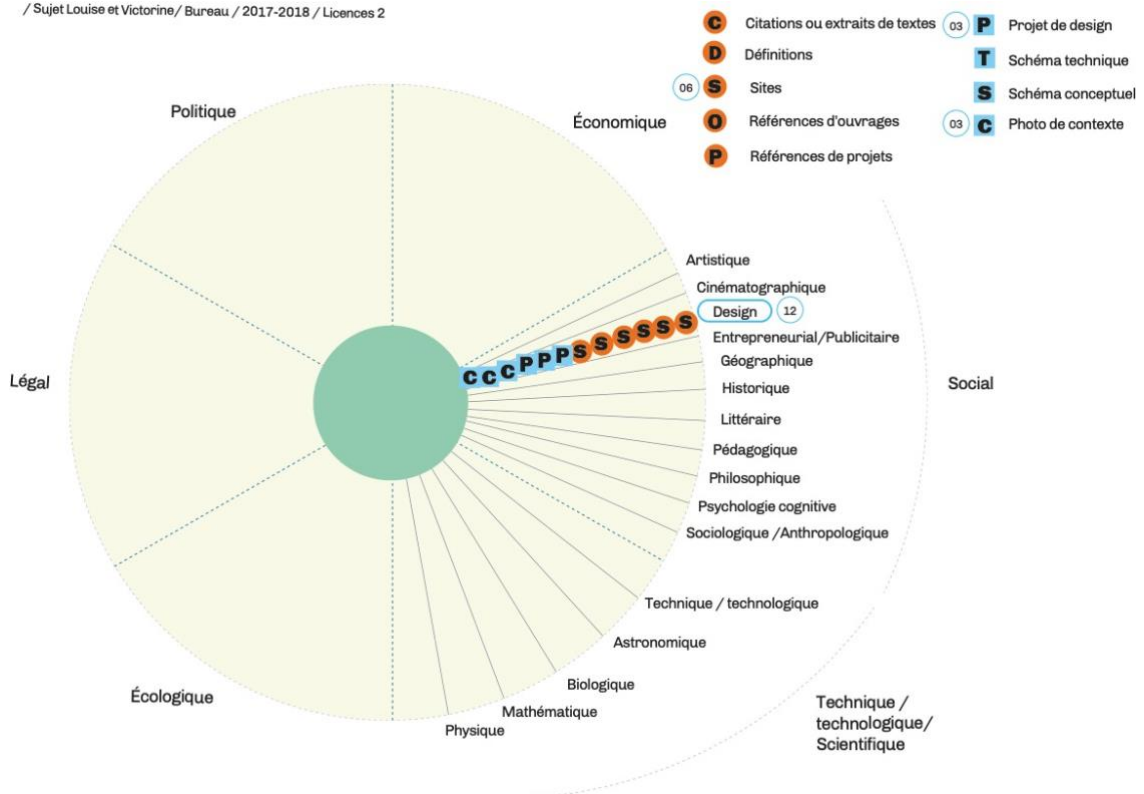 / Sujet Louise et Victorine/ Bureau / 2017-2018 / Licences 2
C Citations ou extraits de textes
D Définitions
06 S Sites
O Références d'ouvrages
P Références de projets
03 P Projet de design
T Schéma technique
S Schéma conceptuel
03 C Photo de contexte
Politique
Économique
Artistique
Cinématographique
Design 12
Entrepreneurial/Publicitaire
Géographique
Historique
Littéraire
Pédagogique
Philosophique
Psychologie cognitive
Sociologique /Anthropologique
C C C P P P S S S S S S
Légal
Social
Technique / technologique
Astronomique
Biologique
Mathématique
Physique
Écologique
Technique /
technologique/
Scientifique